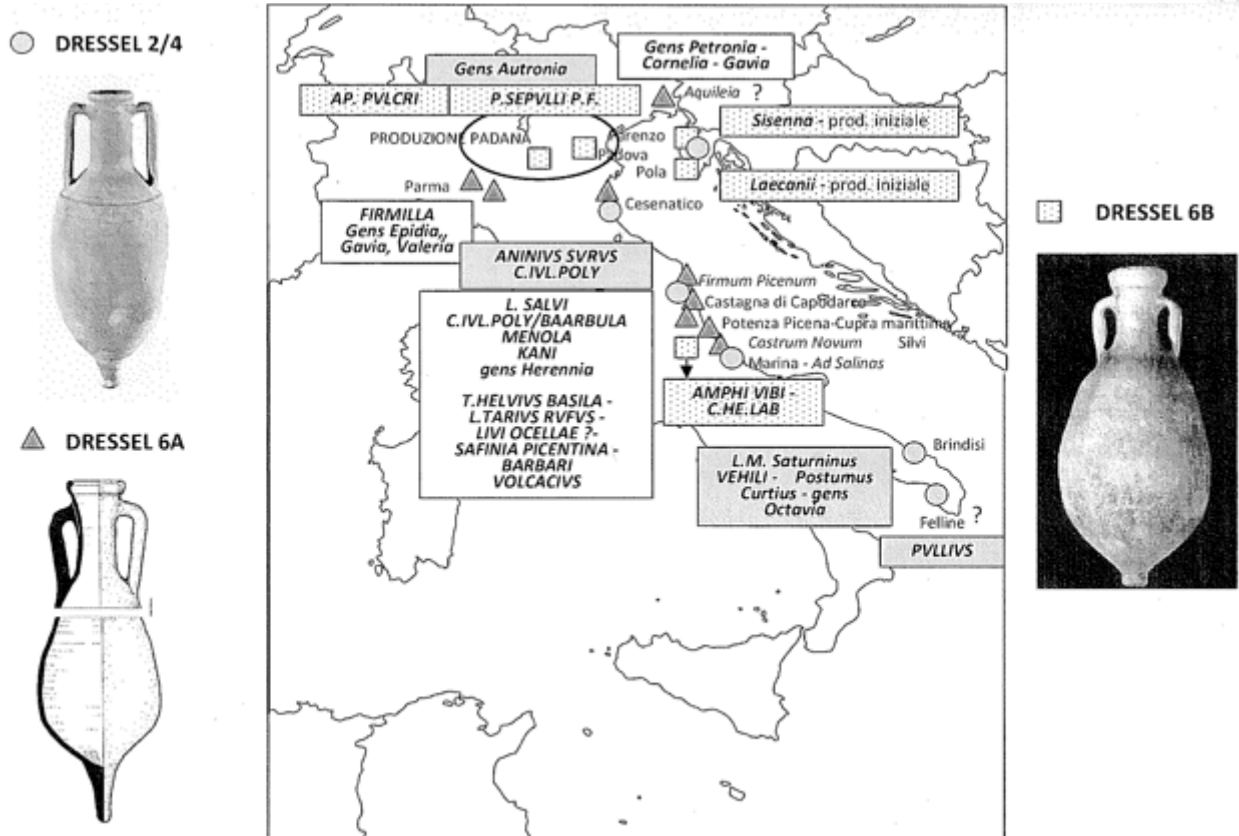 DRESSEL 2/4
DRESSEL 6A
Gens Petronia -
Cornelia - Gavia
Gens Autronia
AP. PVLCRI
P.SEPVLLI P.F.
Aquileia ?
Sisenna - prod. iniziale
PRODUZIONE PADANA
Parenzo
Padova
Pola
Laecanii - prod. iniziale
Parma
Cesenatico
FIRMILLA
Gens Epidia,
Gavia, Valeria
ANINIVS SVRVS
C.IVL.POLY
L. SALVI
C.IVL.POLY/BAARBULA
MENOLA
KANI
gens Herennia
T.HELVIVS BASILA -
L.TARIVS RVFVS -
LIVI OCELLAE ?-
SAFINIA PICENTINA -
BARBARI
VOLCACIVS
Firmum Picenum
Castagna di Capodarco
Potenza Picena-Cupra marittima
Silvi
Castrum Novum
Marina - Ad Salinas
AMPHI VIBI -
C.HE.LAB
L.M. Saturninus
VEHILI - Postumus
Curtius - gens
Octavia
Brindisi
Felline ?
PVLLIVS
DRESSEL 6B